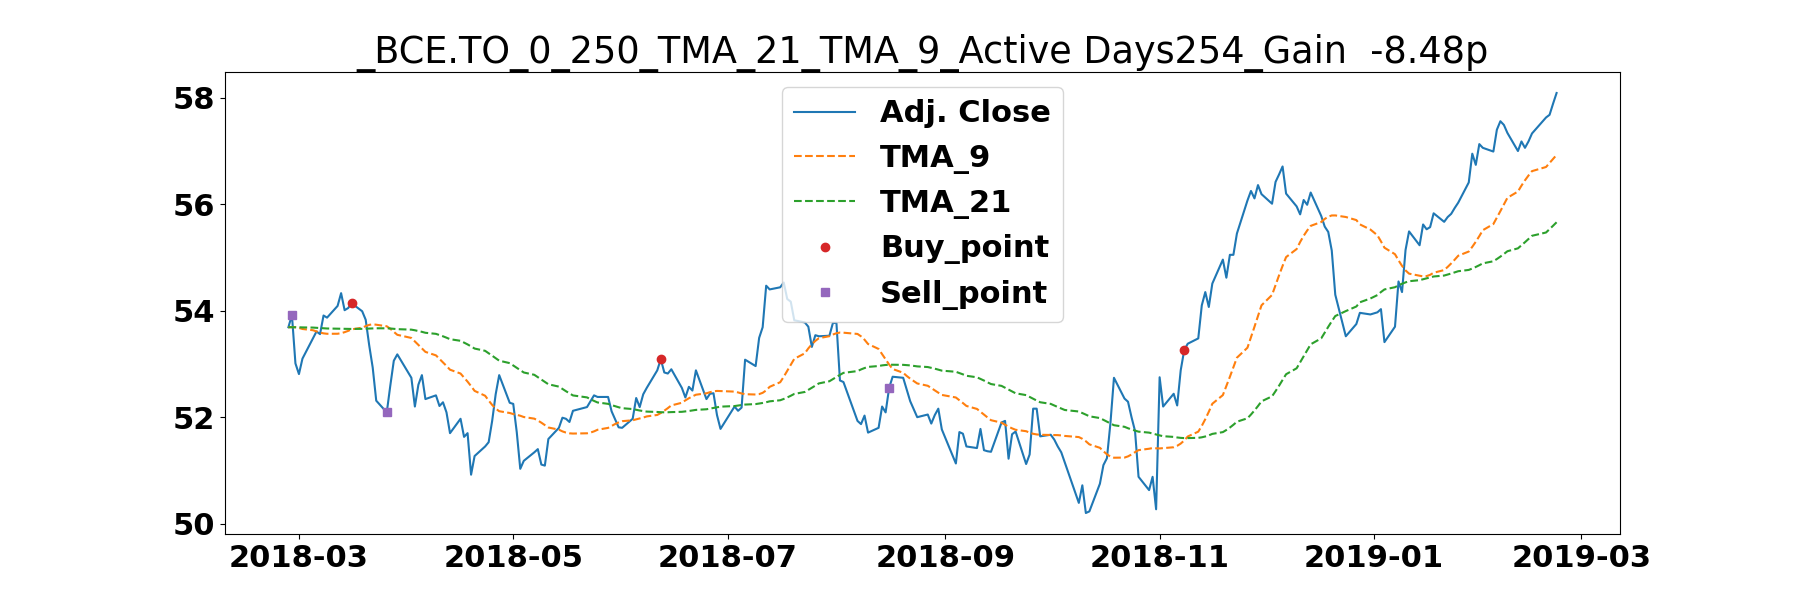 _BCE.TO_0_250_TMA_21_TMA_9_Active Days254_Gain  -8.48p
58
56
54
52
50
Adj. Close
TMA_9
TMA_21
Buy_point
Sell_point
2018-03 2018-05 2018-07 2018-09 2018-11 2019-01 2019-03